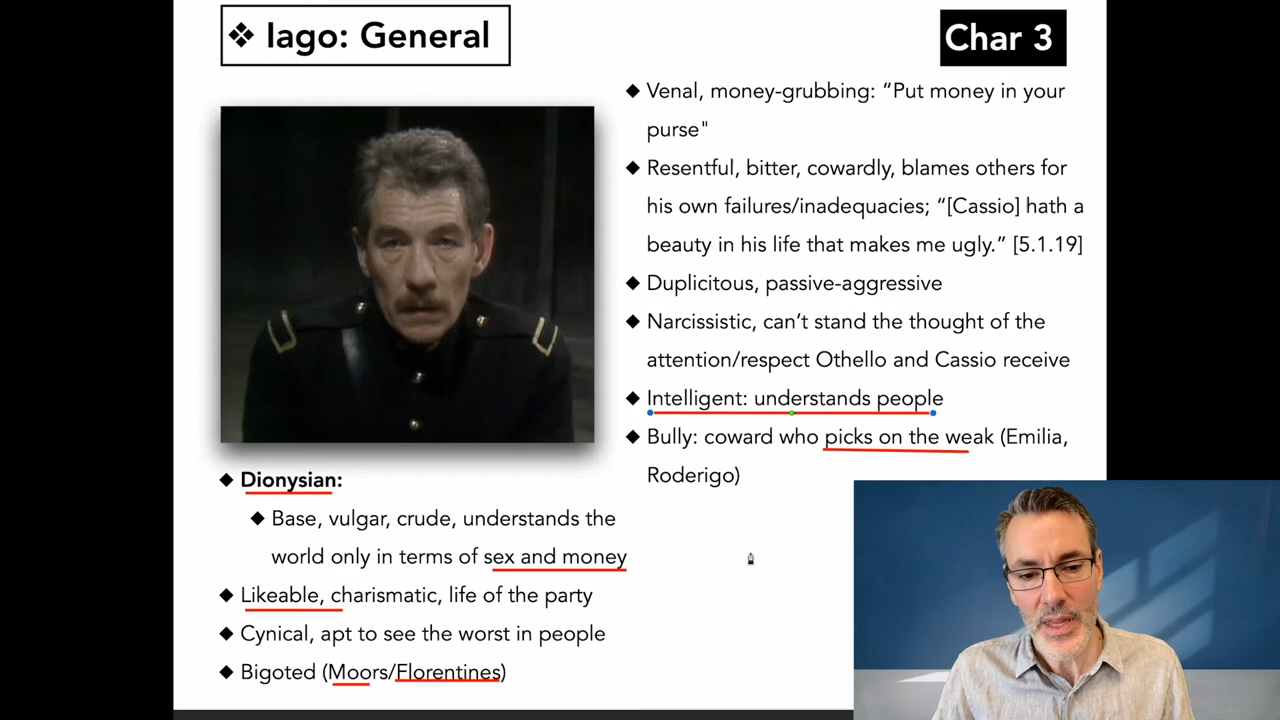 ❖ Iago: General
Char 3
◆ Venal, money-grubbing: “Put money in your
purse"
◆ Resentful, bitter, cowardly, blames others for
his own failures/inadequacies; “[Cassio] hath a
beauty in his life that makes me ugly.” [5.1.19]
◆ Duplicitous, passive-aggressive
◆ Narcissistic, can’t stand the thought of the
attention/respect Othello and Cassio receive
◆ Intelligent: understands people
◆ Bully: coward who picks on the weak (Emilia,
Roderigo)
◆ Dionysian:
◆ Base, vulgar, crude, understands the
world only in terms of sex and money
◆ Likeable, charismatic, life of the party
◆ Cynical, apt to see the worst in people
◆ Bigoted (Moors/Florentines)